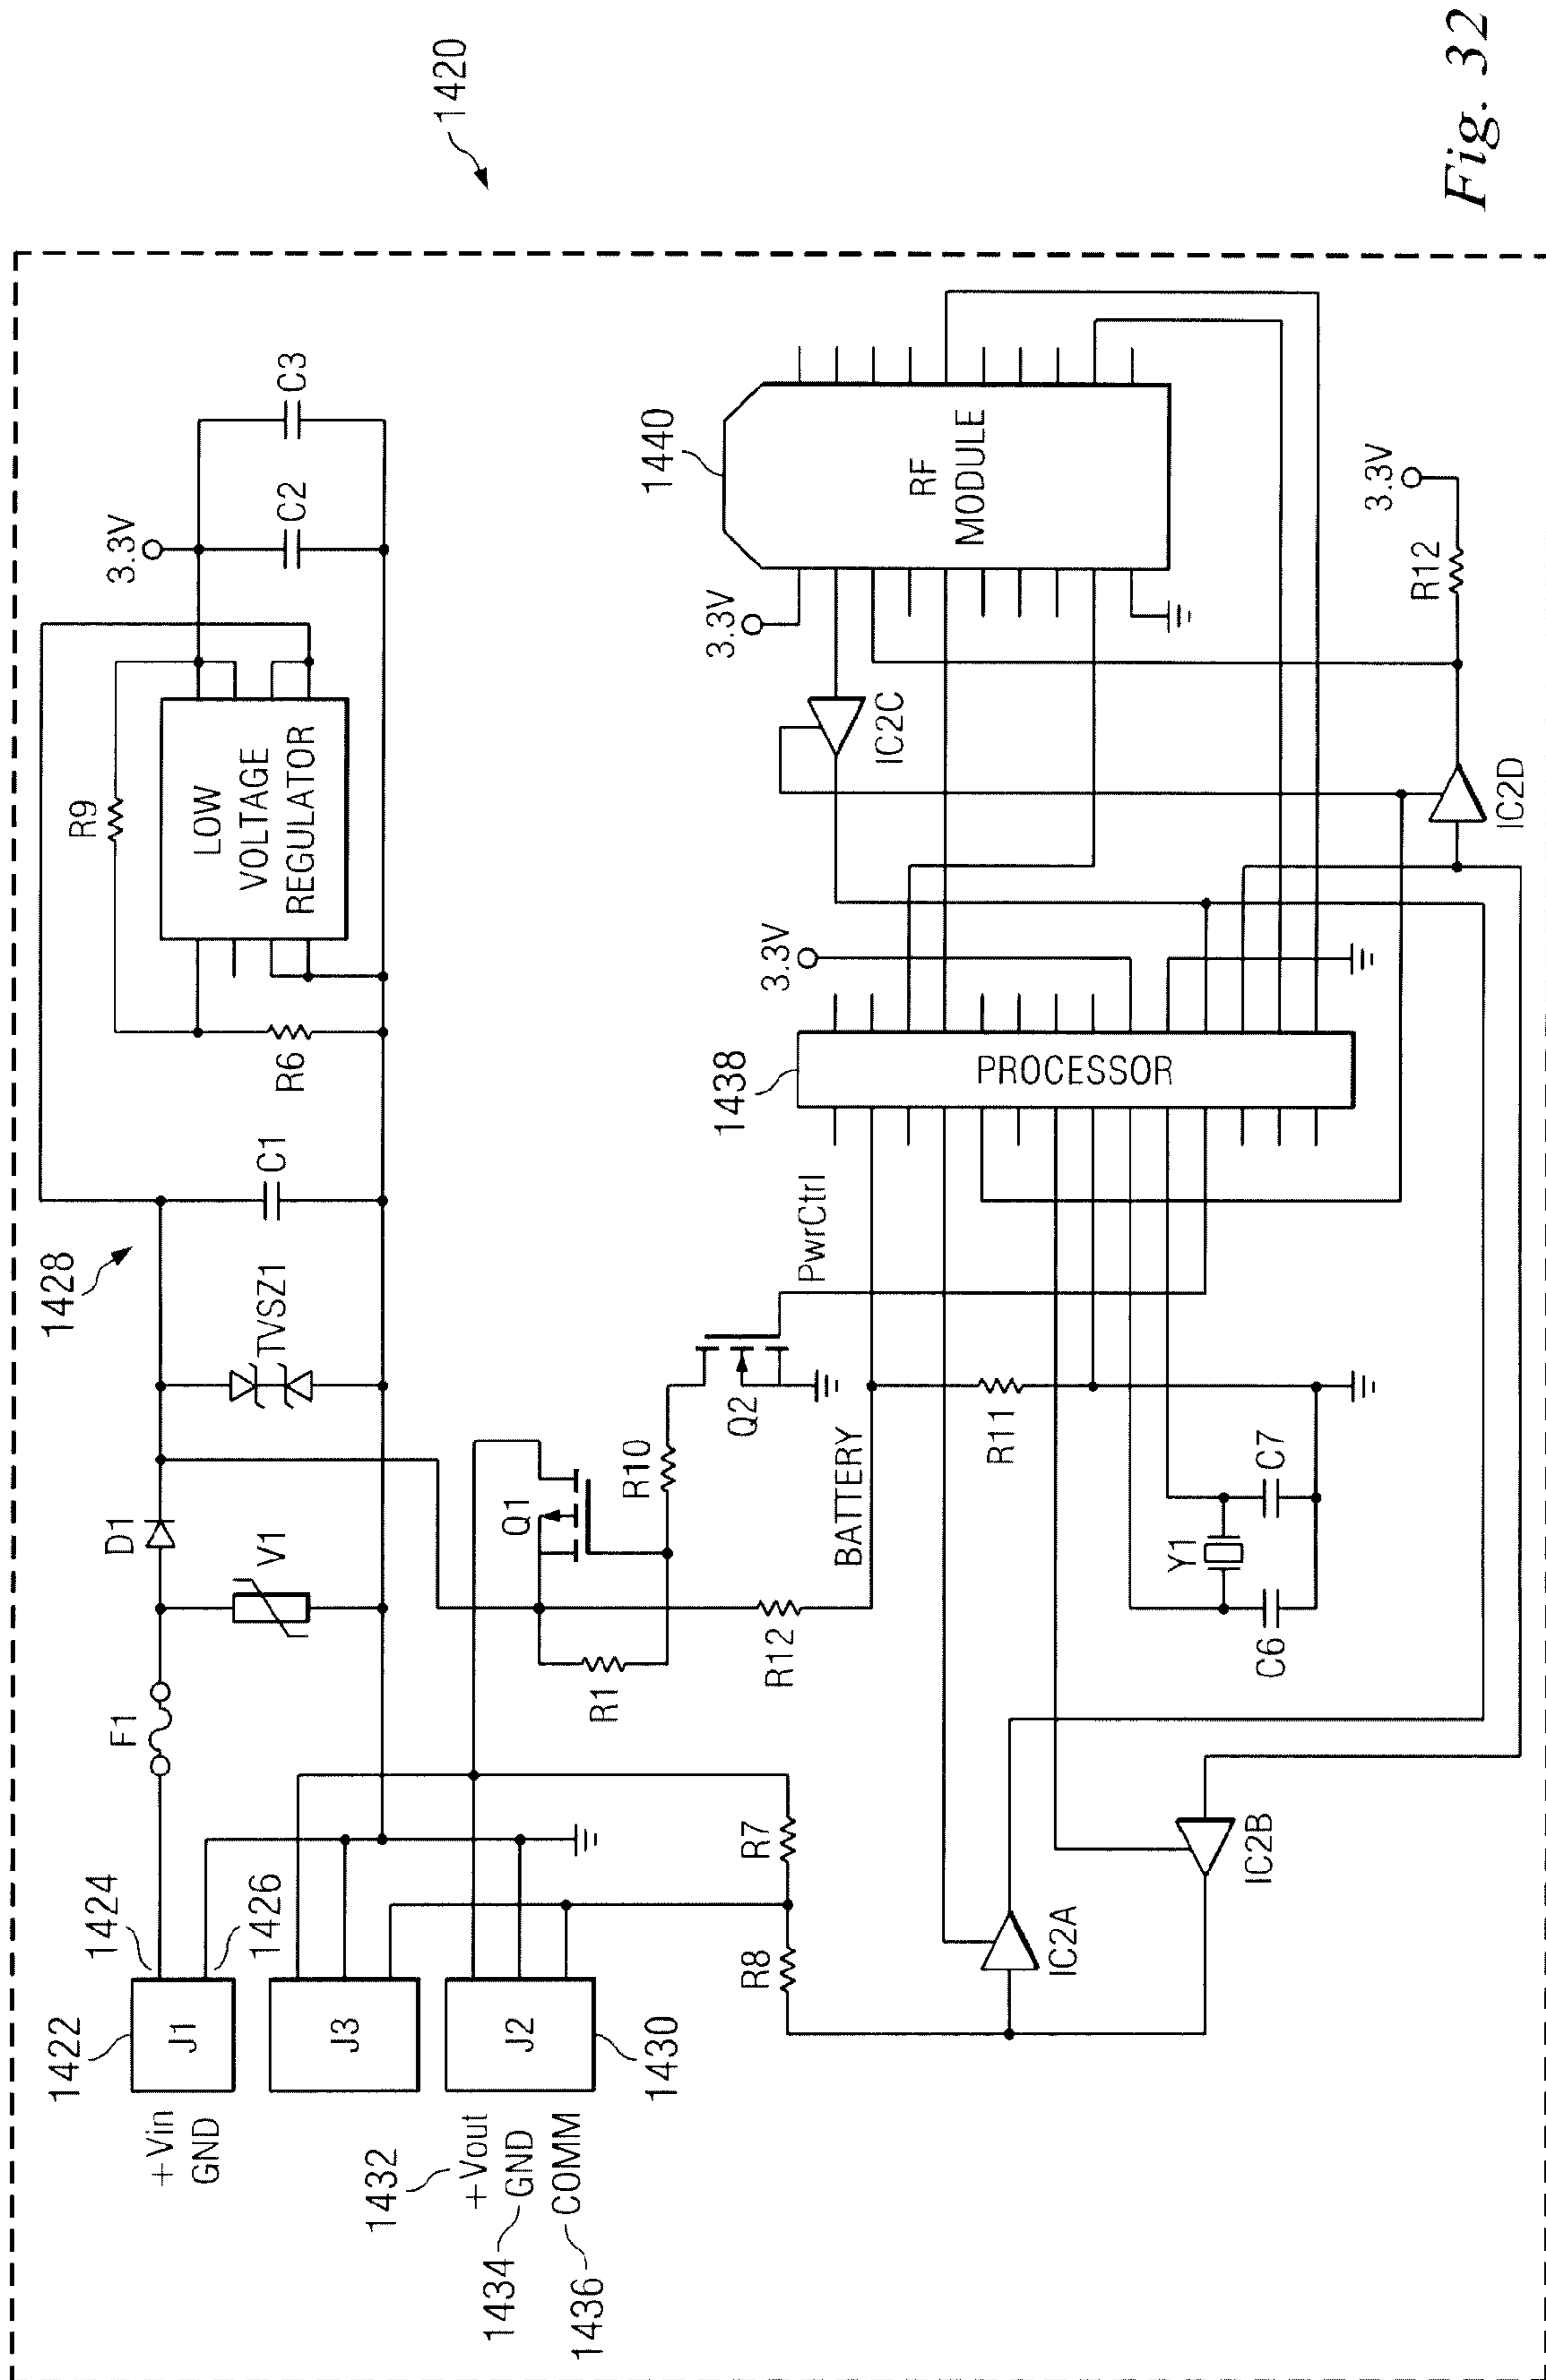 1420
Fig. 32
1428
1422
1424
1426
J1
+Vin
GND
F1
D1
V1
TVSZ1
C1
R6
R9
LOW
VOLTAGE
REGULATOR
3.3V
C2
C3
J3
J2
1430
1432
+Vout
1434
GND
1436
COMM
R7
R8
R1
Q1
R10
Q2
PwrCtrl
R12
BATTERY
R11
1438
PROCESSOR
3.3V
IC2C
3.3V
1440
RF
MODULE
Y1
C6
C7
IC2A
IC2B
IC2D
R12
3.3V